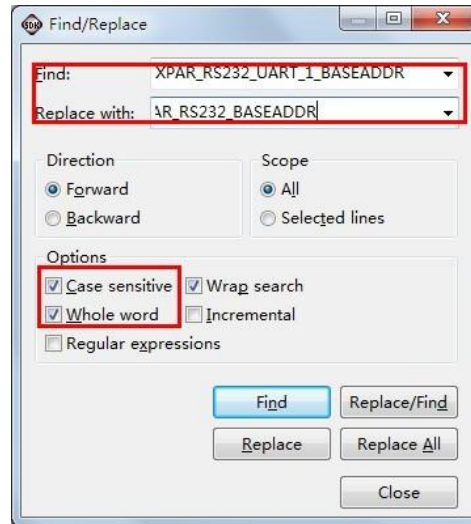 SDK Find/Replace
Find: XPAR_RS232_UART_1_BASEADDR
Replace with: AR_RS232_BASEADDR
Direction Scope
Forward All
Backward Selected lines
Options
Case sensitive Wrap search
Whole word Incremental
Regular expressions
Find Replace/Find
Replace Replace All
Close